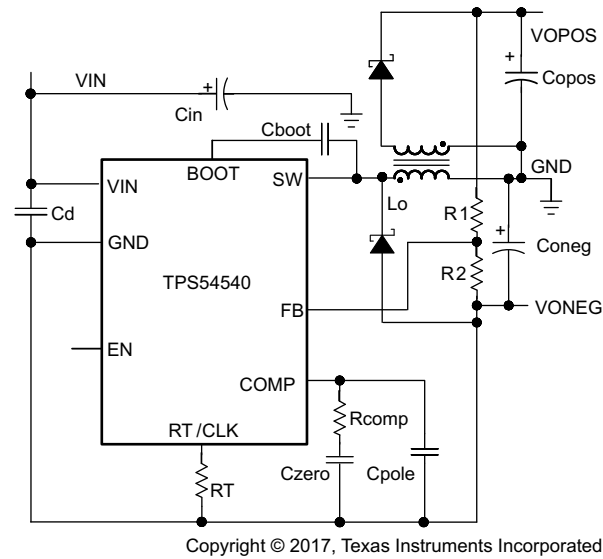 VOPOS
VIN
+
Cin
+
Copos
Cboot
BOOT
GND
VIN
SW
Lo
R1
+
Coneg
Cd
GND
TPS54540
R2
FB
VONEG
EN
COMP
RT /CLK
Rcomp
Czero
Cpole
RT
Copyright © 2017, Texas Instruments Incorporated